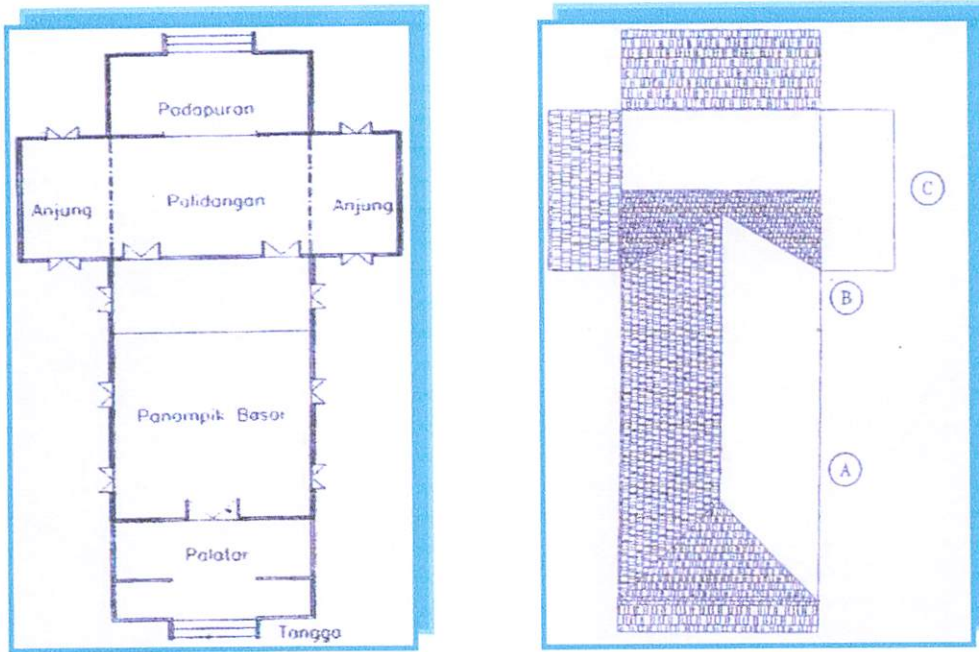 Padapuran
Anjung
Palidangan
Anjung
Panampik Basar
Palatar
Tangga
C
B
A